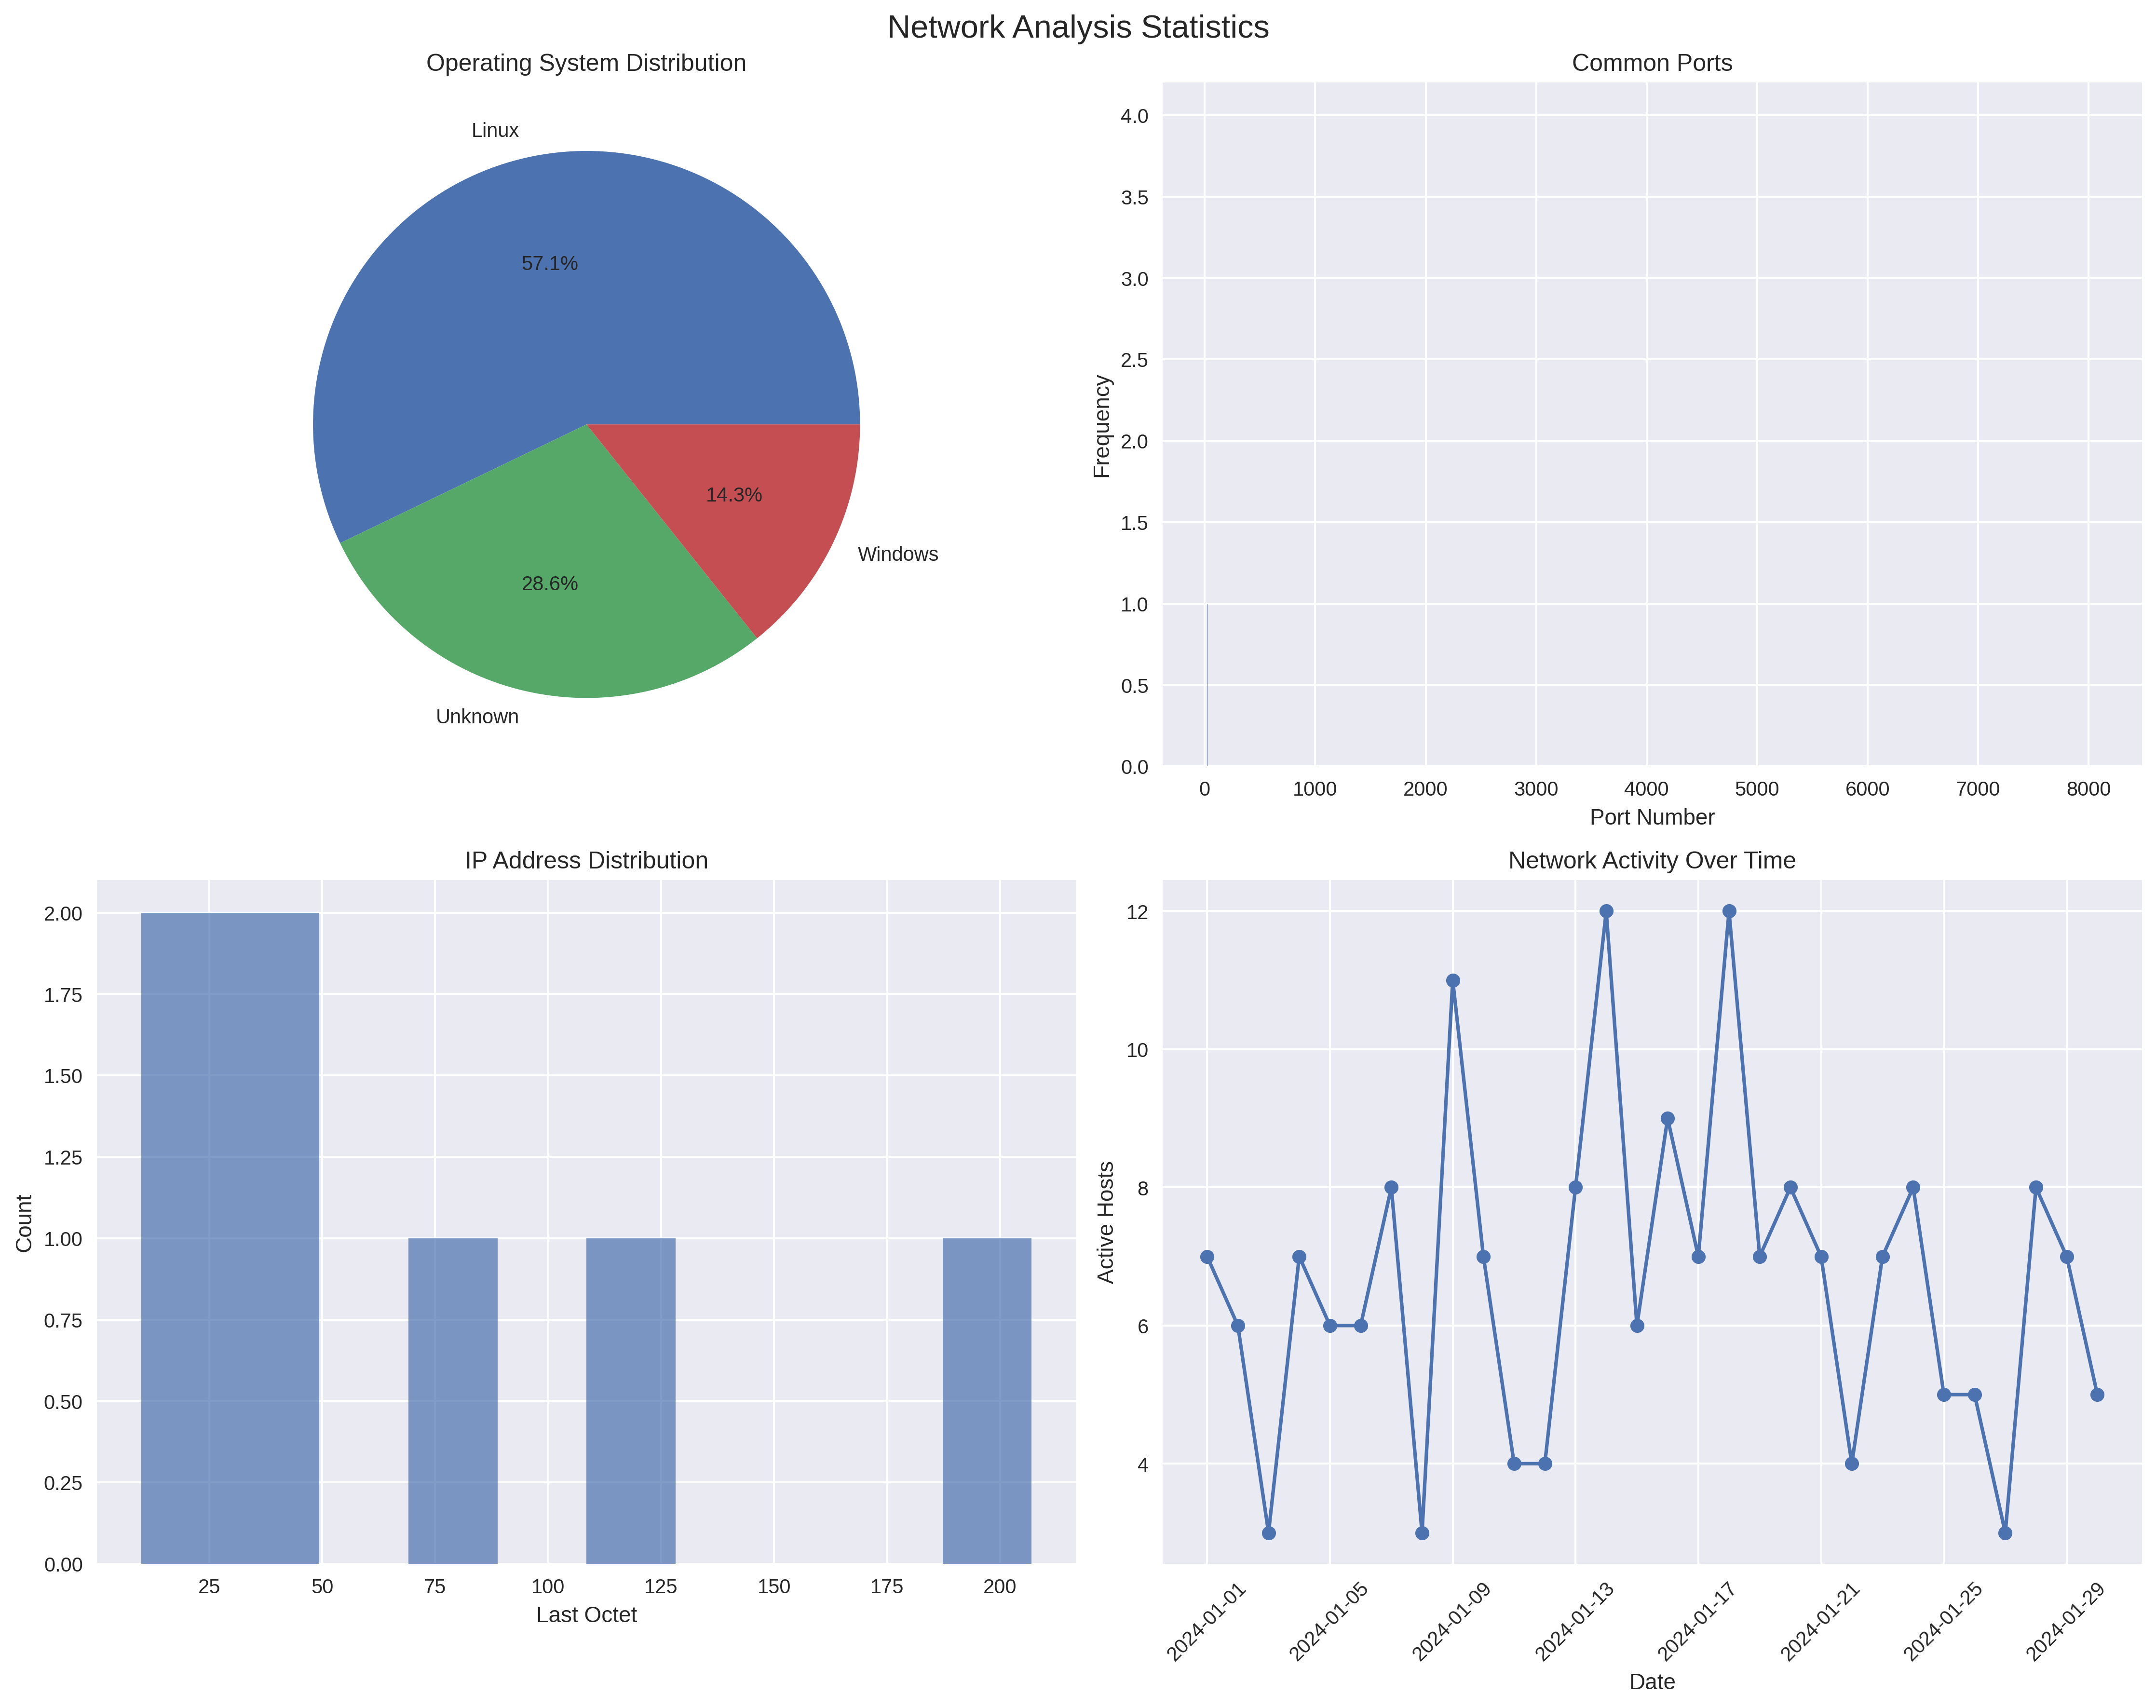 Network Analysis Statistics
Operating System Distribution
Linux
57.1%
14.3%
Windows
28.6%
Unknown
Common Ports
4.0
3.5
3.0
2.5
2.0
1.5
1.0
0.5
0.0
Frequency
0 1000 2000 3000 4000 5000 6000 7000 8000
Port Number
IP Address Distribution
2.00
1.75
1.50
1.25
1.00
0.75
0.50
0.25
0.00
Count
25 50 75 100 125 150 175 200
Last Octet
Network Activity Over Time
12
10
8
6
4
Active Hosts
2024-01-01 2024-01-05 2024-01-09 2024-01-13 2024-01-17 2024-01-21 2024-01-25 2024-01-29
Date